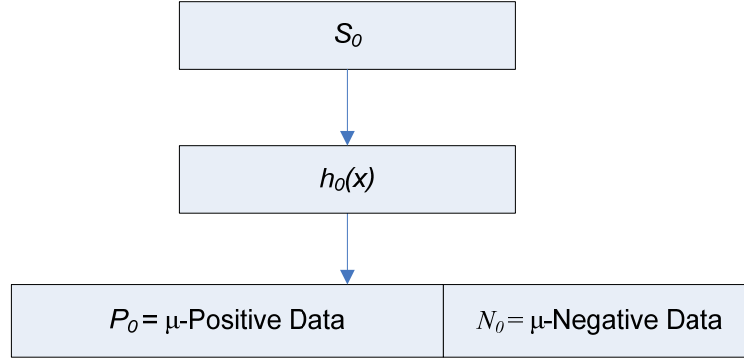 S₀
h₀(x)
P₀ = μ-Positive Data
N₀ = μ-Negative Data